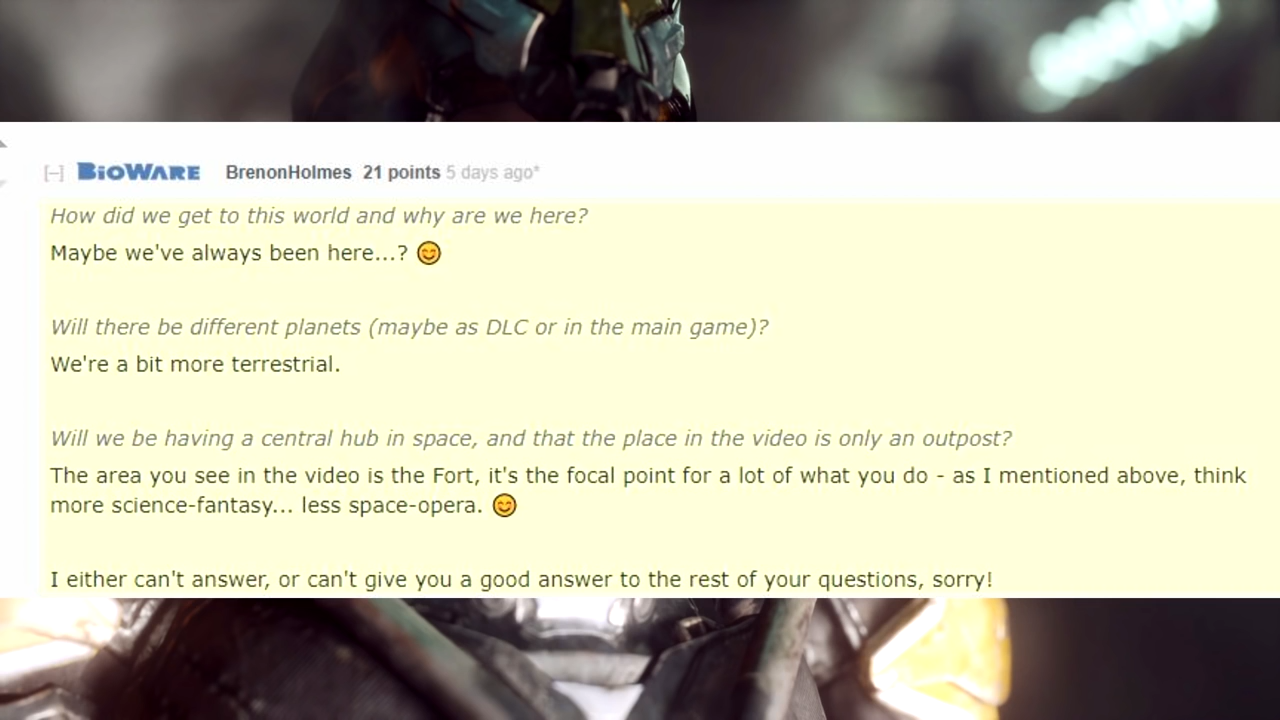 [–] BIOWARE BrenonHolmes 21 points 5 days ago*
How did we get to this world and why are we here?
Maybe we've always been here...? 😊
Will there be different planets (maybe as DLC or in the main game)?
We're a bit more terrestrial.
Will we be having a central hub in space, and that the place in the video is only an outpost?
The area you see in the video is the Fort, it's the focal point for a lot of what you do - as I mentioned above, think
more science-fantasy... less space-opera. 😊
I either can't answer, or can't give you a good answer to the rest of your questions, sorry!